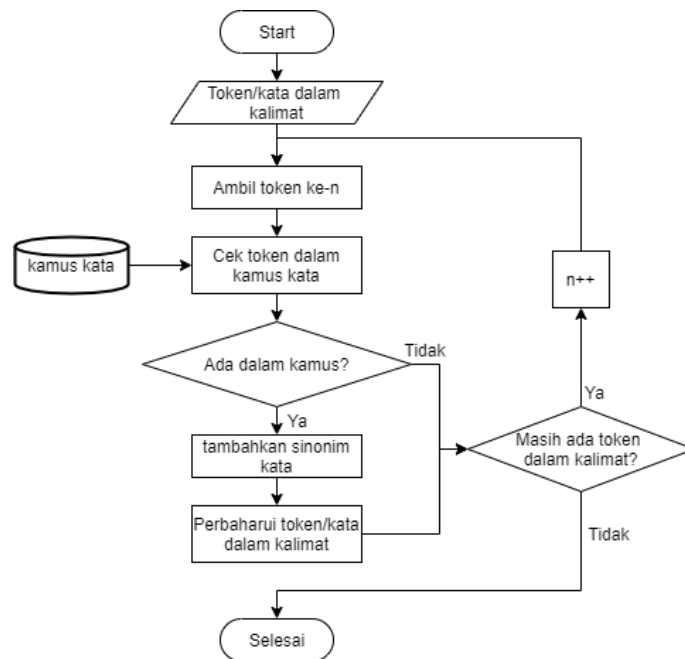 Start
Token/kata dalam
kalimat
Ambil token ke-n
kamus kata
Cek token dalam
kamus kata
n++
Ada dalam kamus?
Tidak
Ya
Ya
tambahkan sinonim
kata
Masih ada token
dalam kalimat?
Perbaharui token/kata
dalam kalimat
Tidak
Selesai